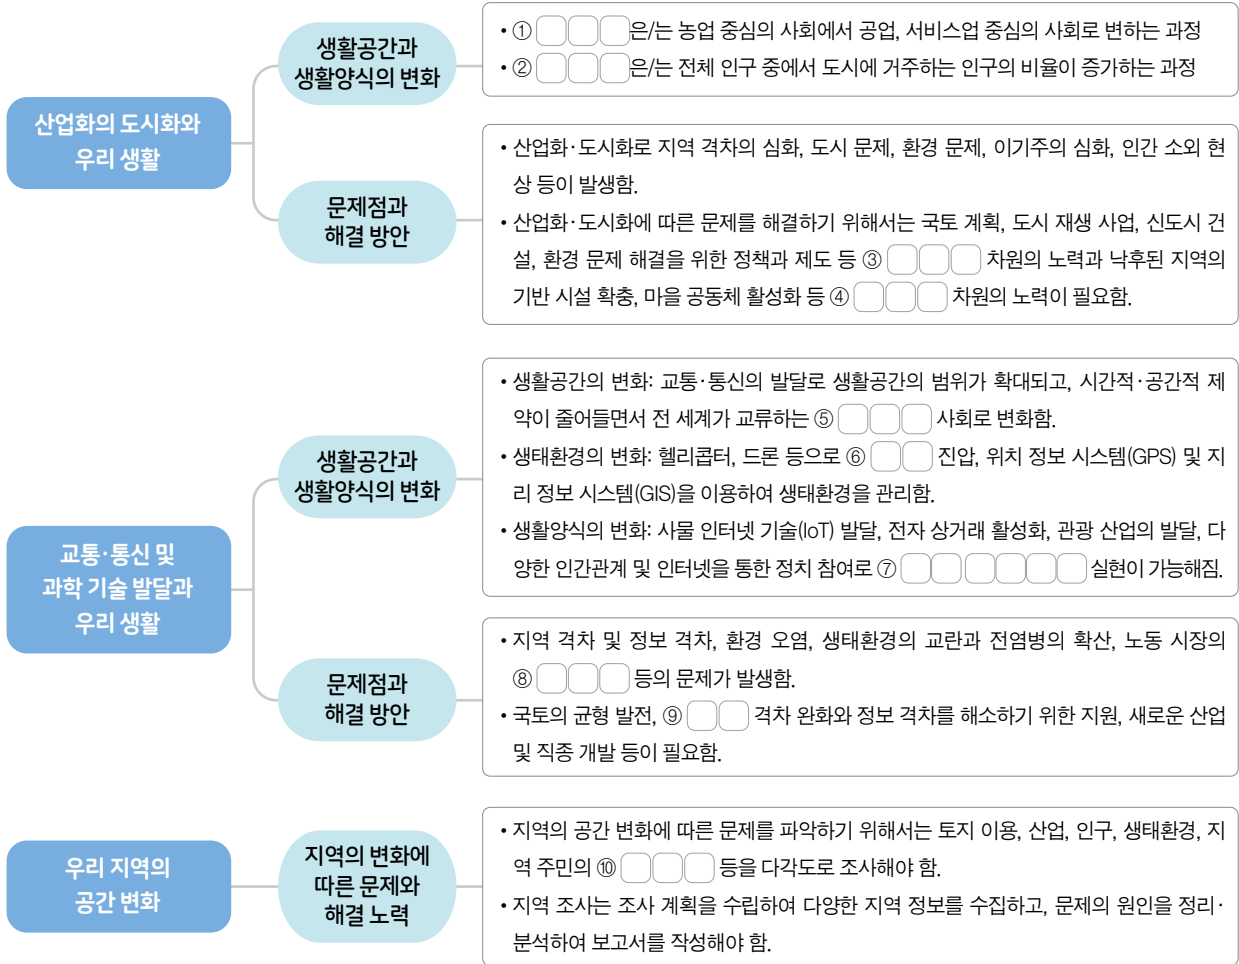 산업화의 도시화와
우리 생활
생활공간과
생활양식의 변화
• ① 은/는 농업 중심의 사회에서 공업, 서비스업 중심의 사회로 변하는 과정
• ② 은/는 전체 인구 중에서 도시에 거주하는 인구의 비율이 증가하는 과정
문제점과
해결 방안
• 산업화·도시화로 지역 격차의 심화, 도시 문제, 환경 문제, 이기주의 심화, 인간 소외 현
상 등이 발생함.
• 산업화·도시화에 따른 문제를 해결하기 위해서는 국토 계획, 도시 재생 사업, 신도시 건
설, 환경 문제 해결을 위한 정책과 제도 등 ③ 차원의 노력과 낙후된 지역의
기반 시설 확충, 마을 공동체 활성화 등 ④ 차원의 노력이 필요함.
교통·통신 및
과학 기술 발달과
우리 생활
생활공간과
생활양식의 변화
• 생활공간의 변화: 교통·통신의 발달로 생활공간의 범위가 확대되고, 시간적·공간적 제
약이 줄어들면서 전 세계가 교류하는 ⑤ 사회로 변화함.
• 생태환경의 변화: 헬리콥터, 드론 등으로 ⑥ 진압, 위치 정보 시스템(GPS) 및 지
리 정보 시스템(GIS)을 이용하여 생태환경을 관리함.
• 생활양식의 변화: 사물 인터넷 기술(IoT) 발달, 전자 상거래 활성화, 관광 산업의 발달, 다
양한 인간관계 및 인터넷을 통한 정치 참여로 ⑦ 실현이 가능해짐.
문제점과
해결 방안
• 지역 격차 및 정보 격차, 환경 오염, 생태환경의 교란과 전염병의 확산, 노동 시장의
⑧ 등의 문제가 발생함.
• 국토의 균형 발전, ⑨ 격차 완화와 정보 격차를 해소하기 위한 지원, 새로운 산업
및 직종 개발 등이 필요함.
우리 지역의
공간 변화
지역의 변화에
따른 문제와
해결 노력
• 지역의 공간 변화에 따른 문제를 파악하기 위해서는 토지 이용, 산업, 인구, 생태환경, 지
역 주민의 ⑩ 등을 다각도로 조사해야 함.
• 지역 조사는 조사 계획을 수립하여 다양한 지역 정보를 수집하고, 문제의 원인을 정리·
분석하여 보고서를 작성해야 함.